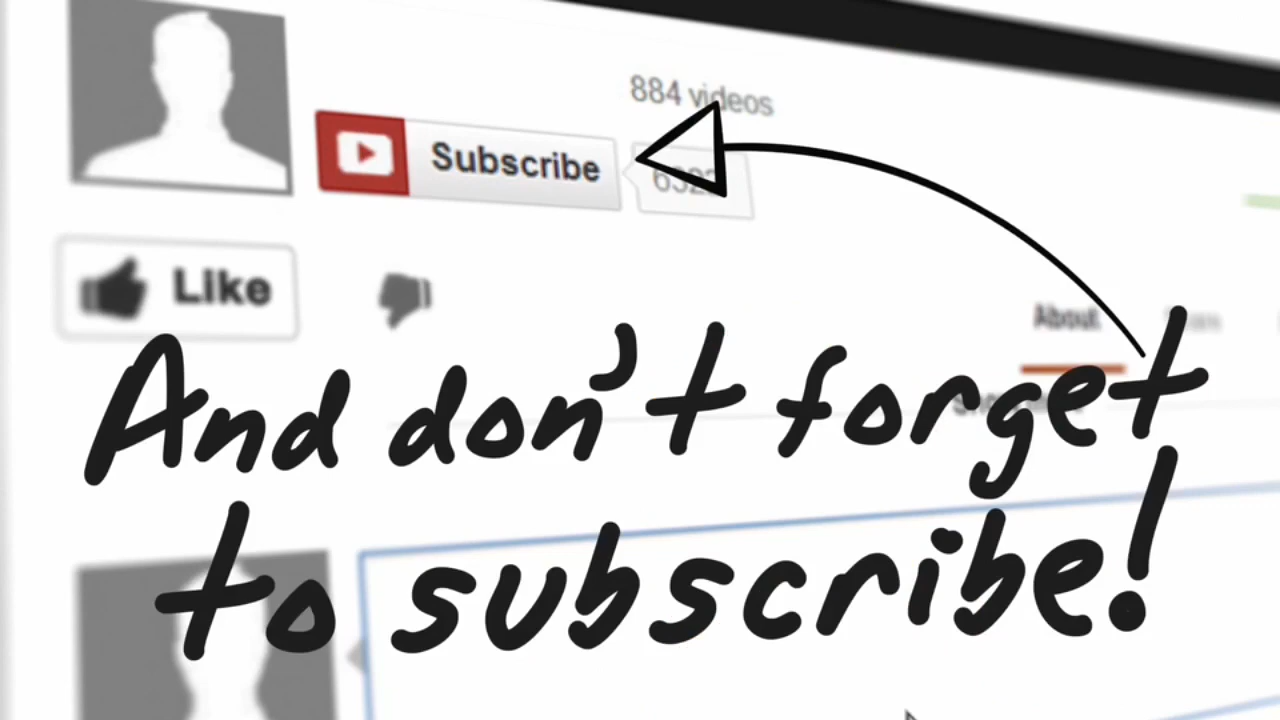 884 videos
Subscribe
Like
About
And don't forget
to subscribe!